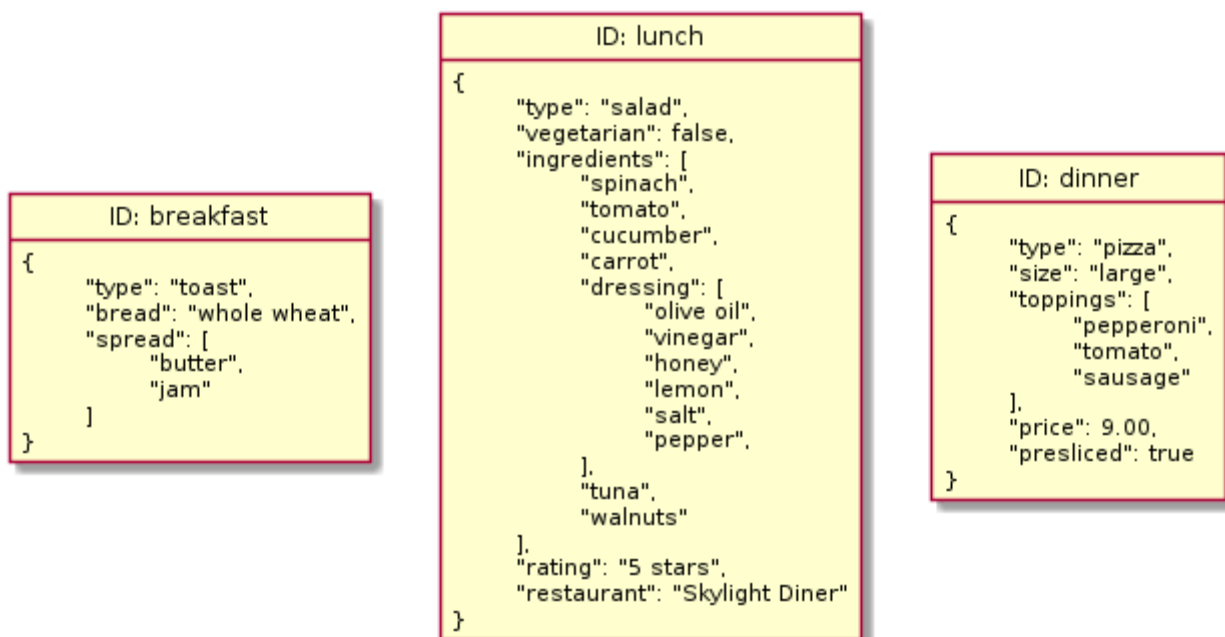 ID: breakfast
{
"type": "toast",
"bread": "whole wheat",
"spread": [
"butter",
"jam"
]
}
ID: lunch
{
"type": "salad",
"vegetarian": false,
"ingredients": [
"spinach",
"tomato",
"cucumber",
"carrot",
"dressing": [
"olive oil",
"vinegar",
"honey",
"lemon",
"salt",
"pepper",
],
"tuna",
"walnuts"
],
"rating": "5 stars",
"restaurant": "Skylight Diner"
}
ID: dinner
{
"type": "pizza",
"size": "large",
"toppings": [
"pepperoni",
"tomato",
"sausage"
],
"price": 9.00,
"presliced": true
}